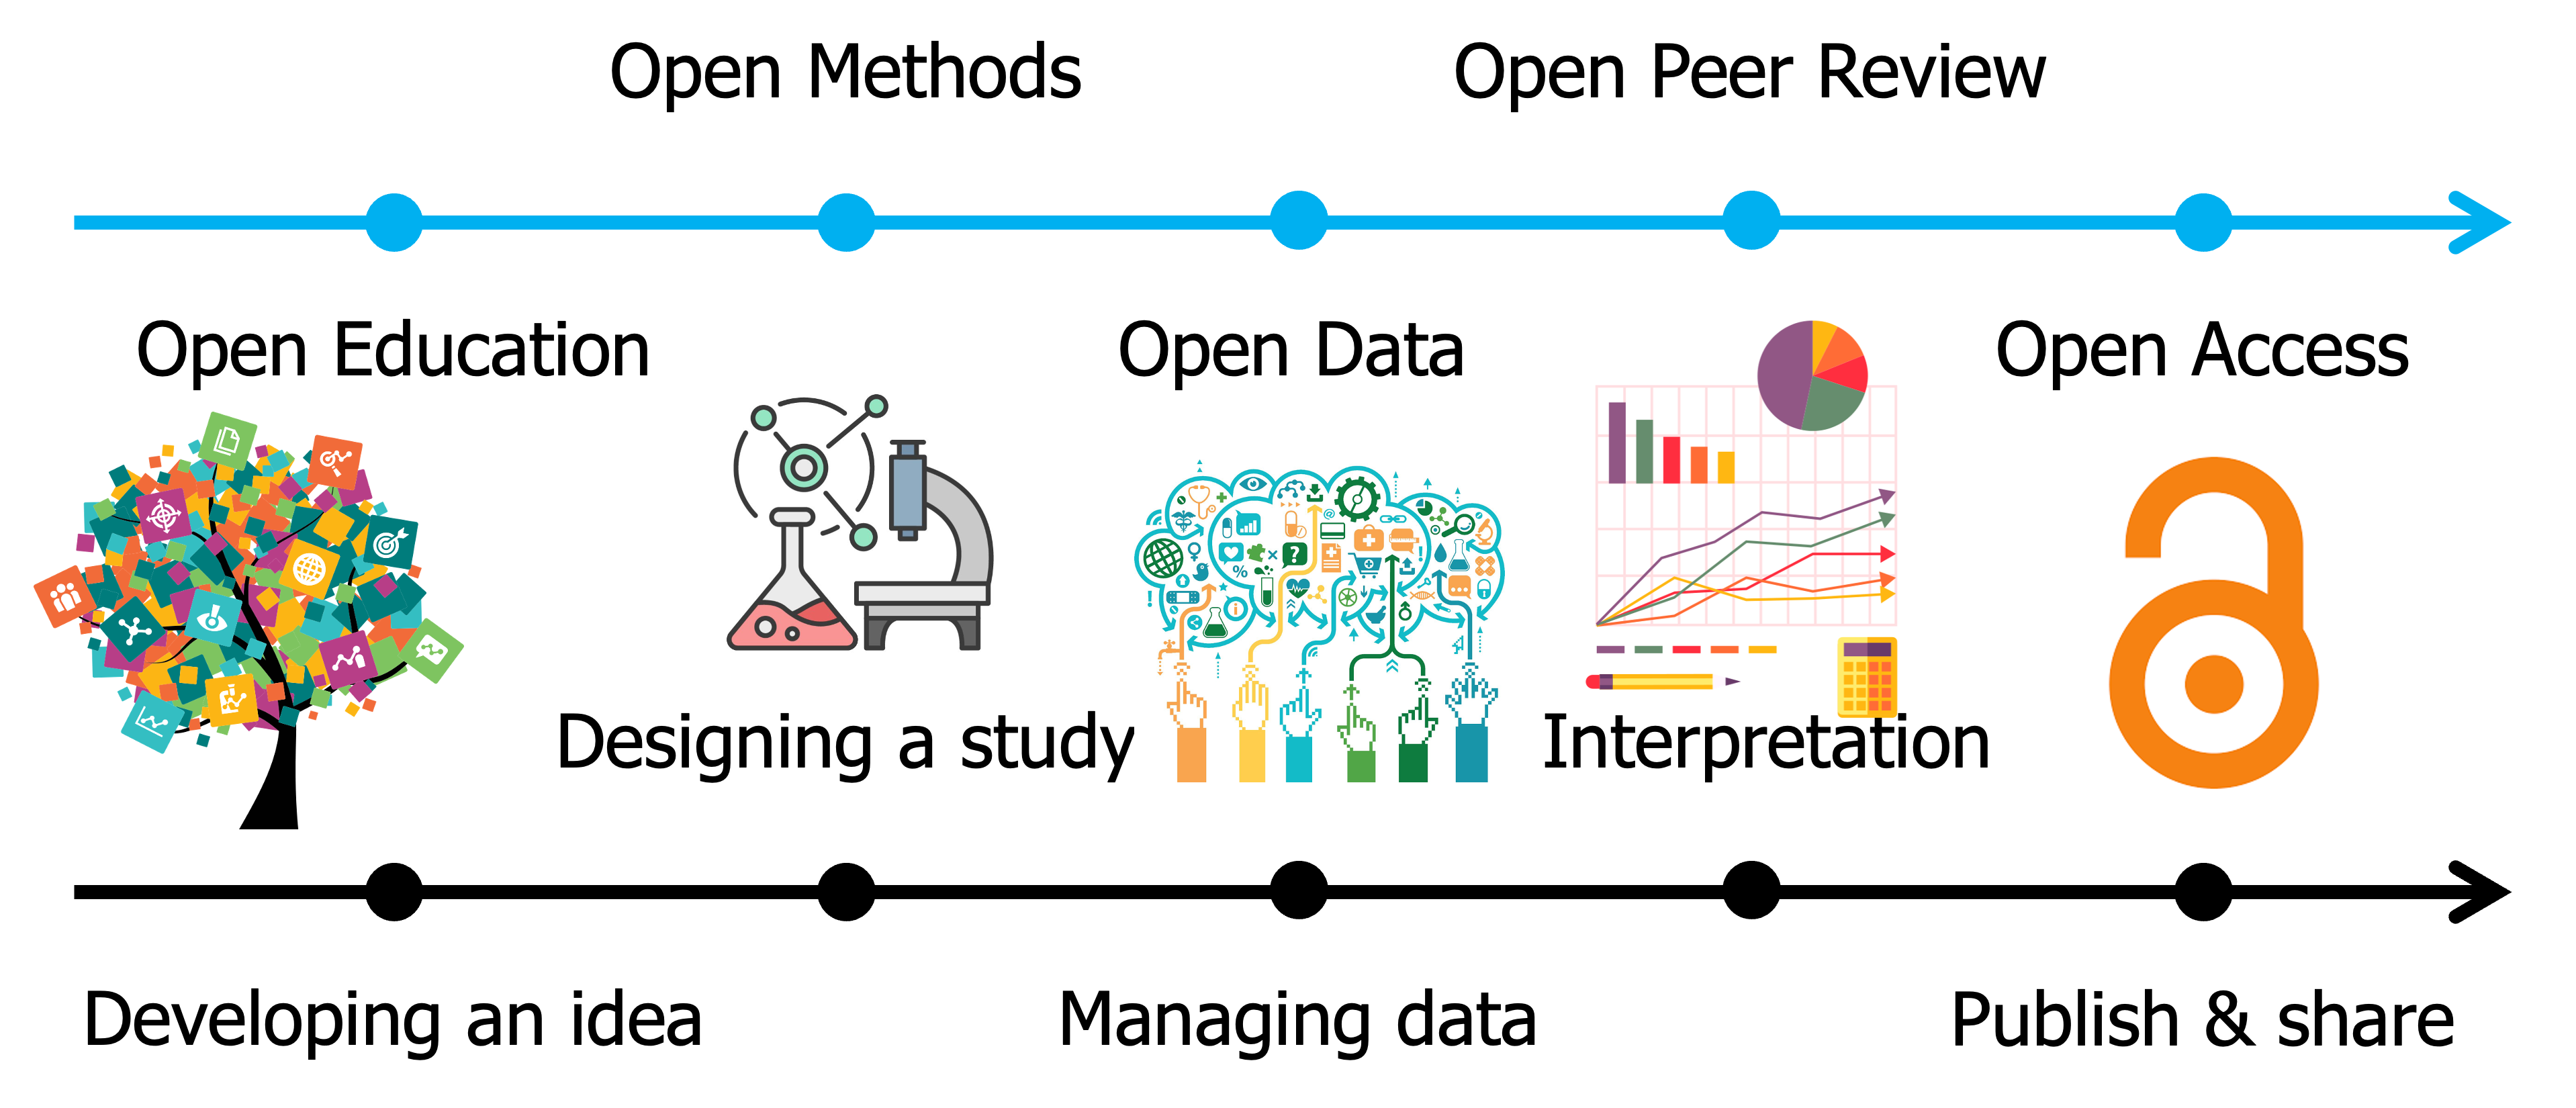 Open Methods
Open Peer Review
Open Education
Open Data
Open Access
Designing a study
Interpretation
Developing an idea
Managing data
Publish & share